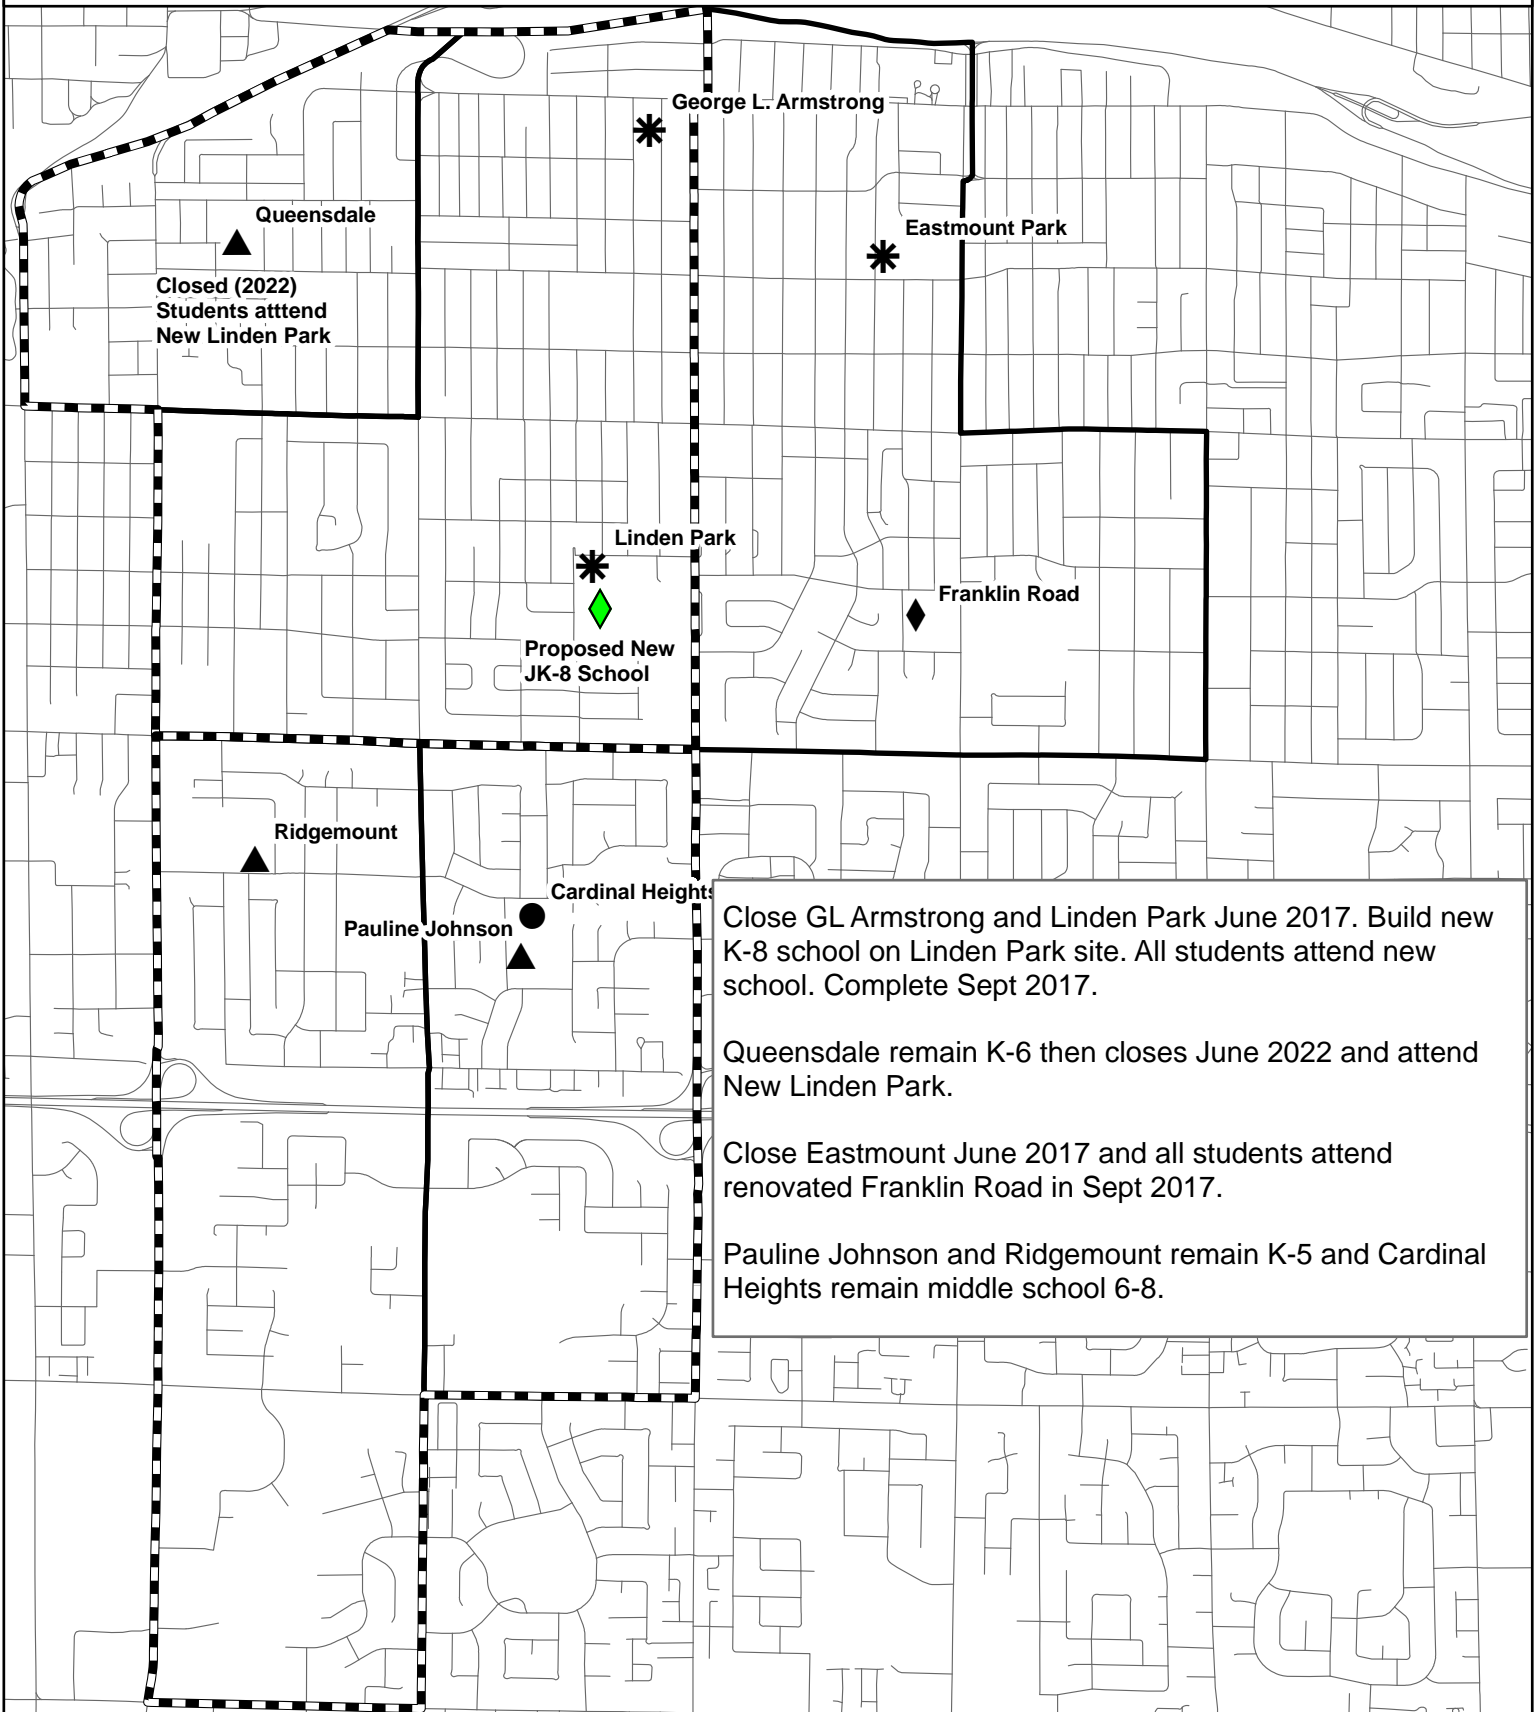 George L. Armstrong
Queensdale
Eastmount Park
Closed (2022)
Students atttend
New Linden Park
Linden Park
Franklin Road
Proposed New
JK-8 School
Ridgemount
Cardinal Heights
Pauline Johnson
Close GL Armstrong and Linden Park June 2017. Build new
K-8 school on Linden Park site. All students attend new
school. Complete Sept 2017.
Queensdale remain K-6 then closes June 2022 and attend
New Linden Park.
Close Eastmount June 2017 and all students attend
renovated Franklin Road in Sept 2017.
Pauline Johnson and Ridgemount remain K-5 and Cardinal
Heights remain middle school 6-8.